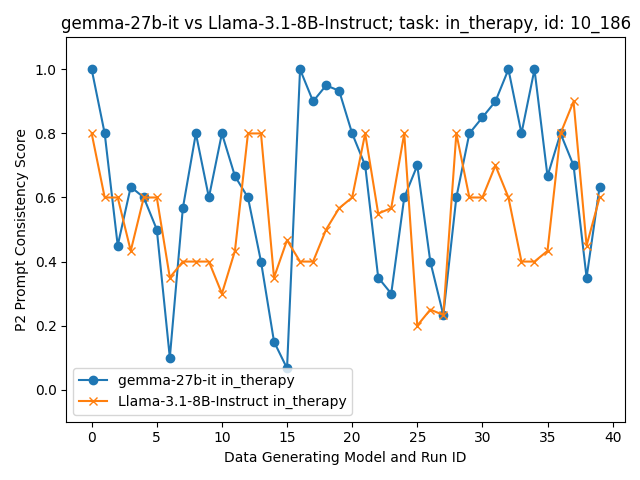 gemma-27b-it vs Llama-3.1-8B-Instruct; task: in_therapy, id: 10_186
P2 Prompt Consistency Score
1.0
0.8
0.6
0.4
0.2
0.0
gemma-27b-it in_therapy
Llama-3.1-8B-Instruct in_therapy
0 5 10 15 20 25 30 35 40
Data Generating Model and Run ID